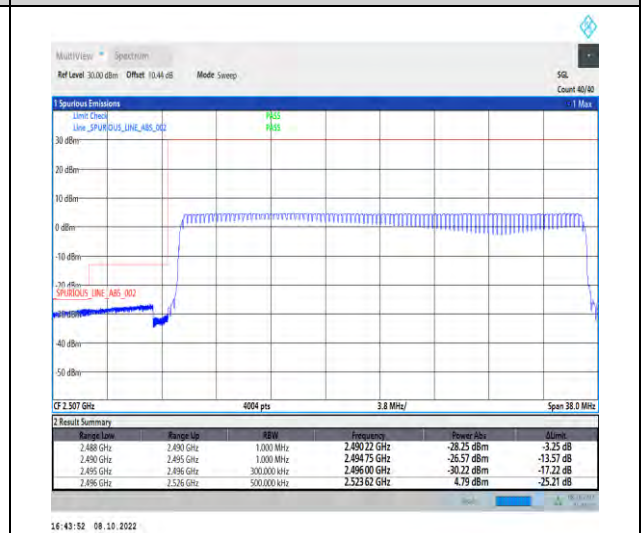 MultiView Spectrum
Ref Level 30.00 dBm Offset 10.44 dB Mode Sweep SGL
Count 40/40
1 Spurious Emissions 1 Max
Limit Check PASS
Line _SPURIOUS_LINE_ABS_002 PASS
30 dBm
20 dBm
10 dBm
0 dBm
-10 dBm
-20 dBm
SPURIOUS_LINE_ABS_002
-30 dBm
-40 dBm
-50 dBm
CF 2.507 GHz 4004 pts 3.8 MHz/ Span 38.0 MHz
2 Result Summary
Range Low Range Up RBW Frequency Power Abs ΔLimit
2.488 GHz 2.490 GHz 1.000 MHz 2.490 22 GHz -28.25 dBm -3.25 dB
2.490 GHz 2.495 GHz 1.000 MHz 2.494 75 GHz -26.57 dBm -13.57 dB
2.495 GHz 2.496 GHz 300.000 kHz 2.496 00 GHz -30.22 dBm -17.22 dB
2.496 GHz 2.526 GHz 500.000 kHz 2.523 62 GHz 4.79 dBm -25.21 dB
16:43:52 08.10.2022